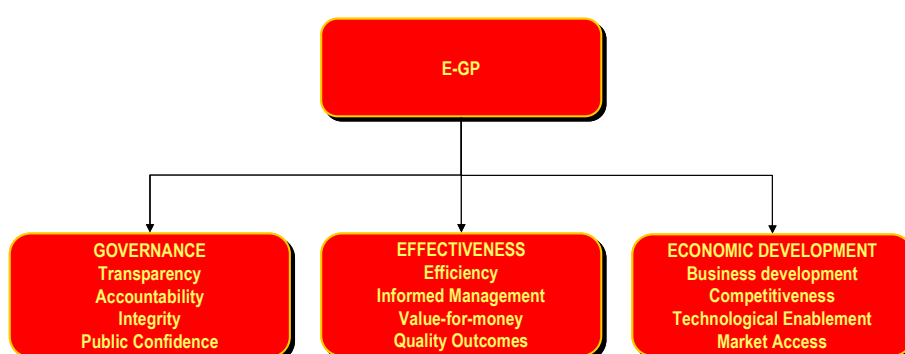 E-GP
GOVERNANCE
Transparency
Accountability
Integrity
Public Confidence
EFFECTIVENESS
Efficiency
Informed Management
Value-for-money
Quality Outcomes
ECONOMIC DEVELOPMENT
Business development
Competitiveness
Technological Enablement
Market Access